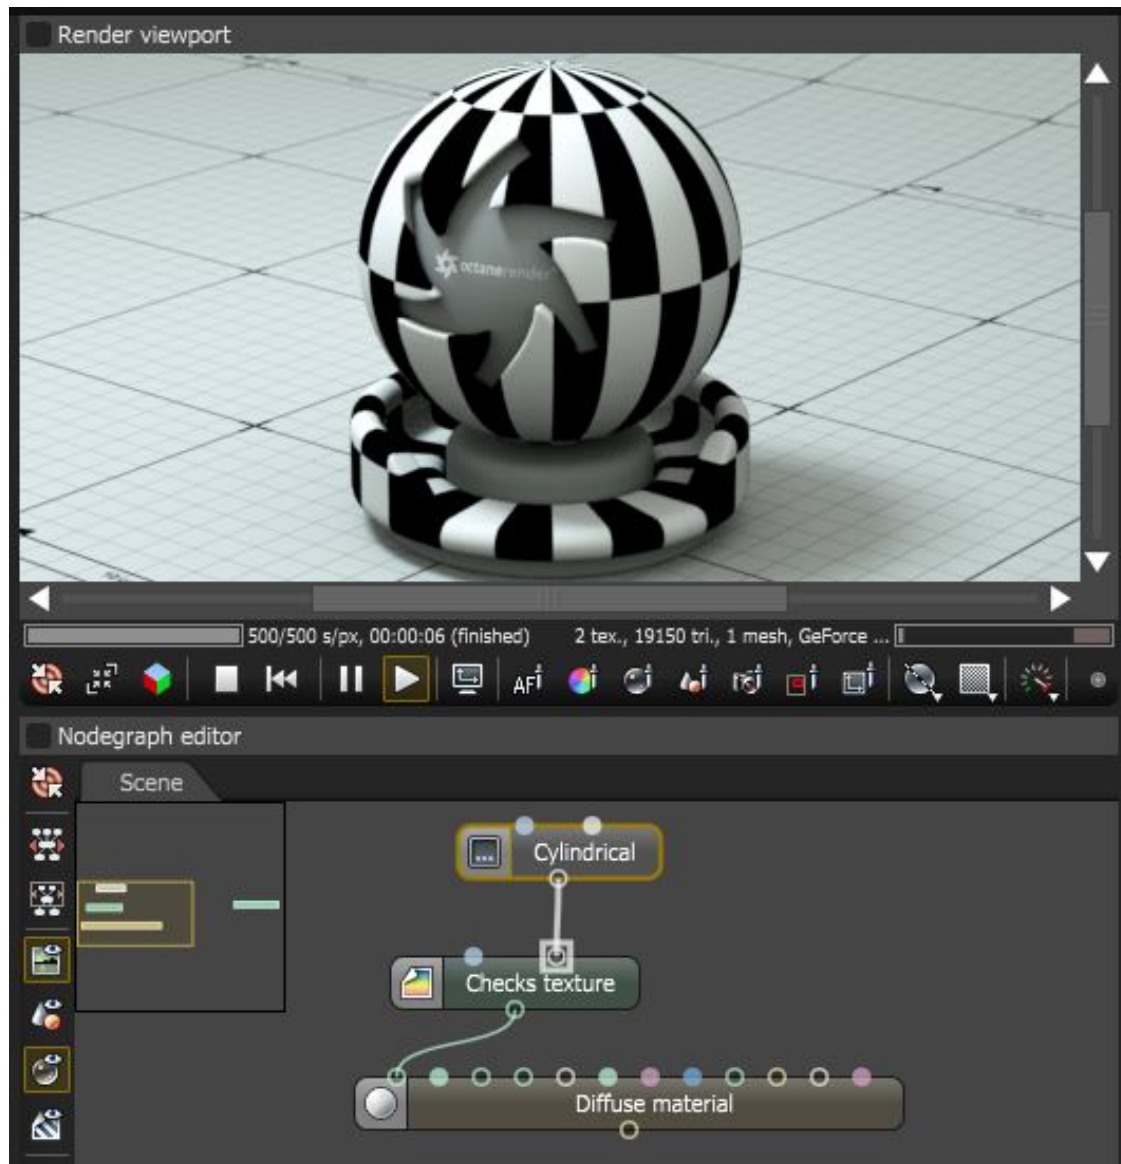 Render viewport
octanerender
500/500 s/px, 00:00:06 (finished) 2 tex., 19150 tri., 1 mesh, GeForce ...
AF
Nodegraph editor
Scene
Cylindrical
Checks texture
Diffuse material